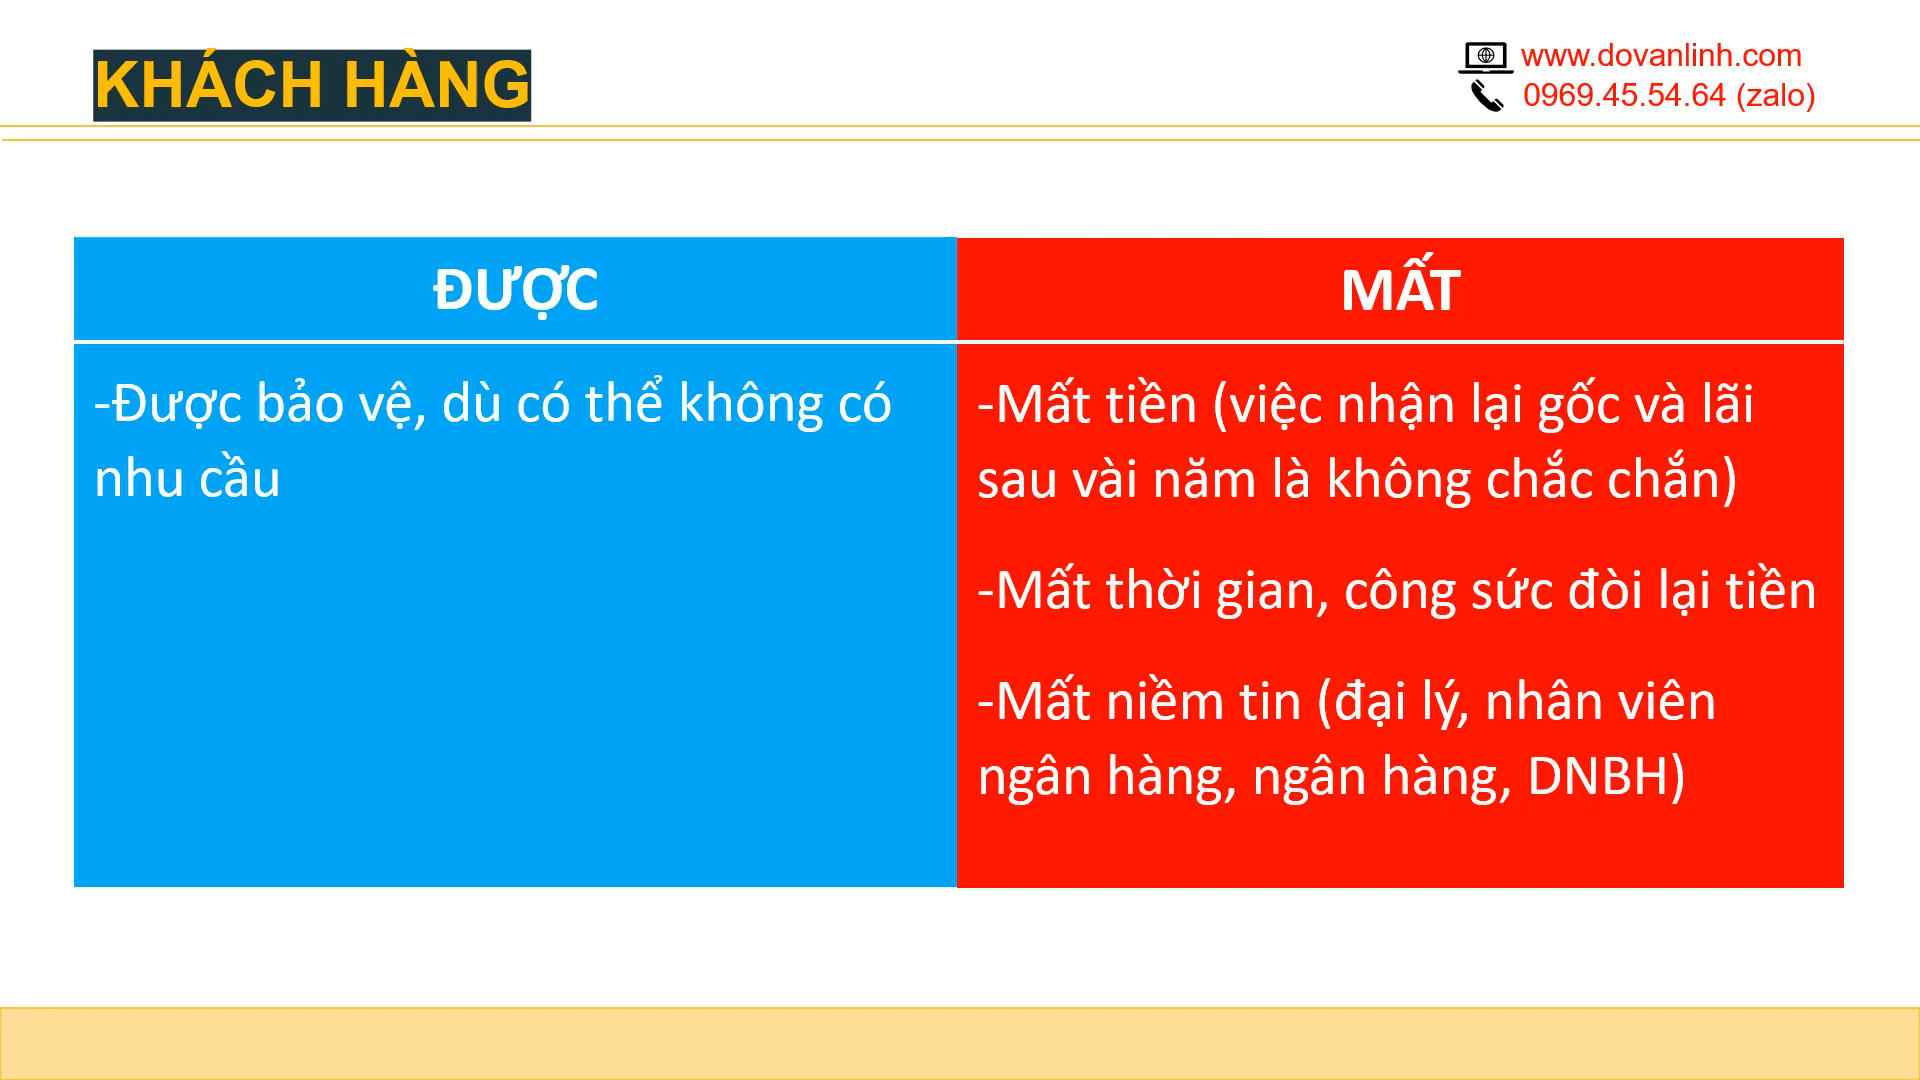 KHÁCH HÀNG
www.dovanlinh.com
0969.45.54.64 (zalo)
ĐƯỢC
-Được bảo vệ, dù có thể không có
nhu cầu
MẤT
-Mất tiền (việc nhận lại gốc và lãi
sau vài năm là không chắc chắn)
-Mất thời gian, công sức đòi lại tiền
-Mất niềm tin (đại lý, nhân viên
ngân hàng, ngân hàng, DNBH)